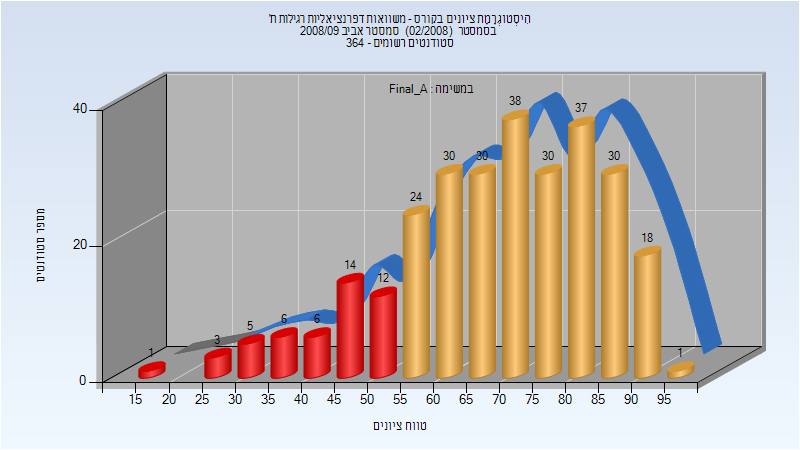 היסטוגרמת ציונים בקורס - משוואות דפרנציאליות רגילות ת'
בסמסטר (02/2008) סמסטר אביב 2008/09
סטודנטים רשומים - 364
במשימה : Final_A
מספר סטודנטים
40
20
0
1
3
5
6
6
14
12
24
30
30
38
30
37
30
18
1
15 20 25 30 35 40 45 50 55 60 65 70 75 80 85 90 95
טווח ציונים